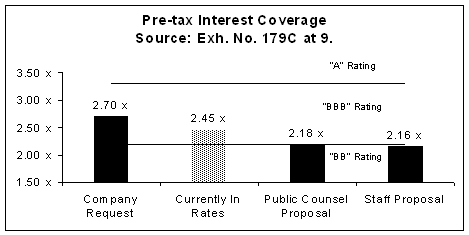 Pre-tax Interest Coverage
Source: Exh. No. 179C at 9.
3.50 x
"A" Rating
3.00 x
2.70 x
"BBB" Rating
2.50 x
2.45 x
2.18 x
2.16 x
2.00 x
"BB" Rating
1.50 x
Company Request
Currently In Rates
Public Counsel Proposal
Staff Proposal